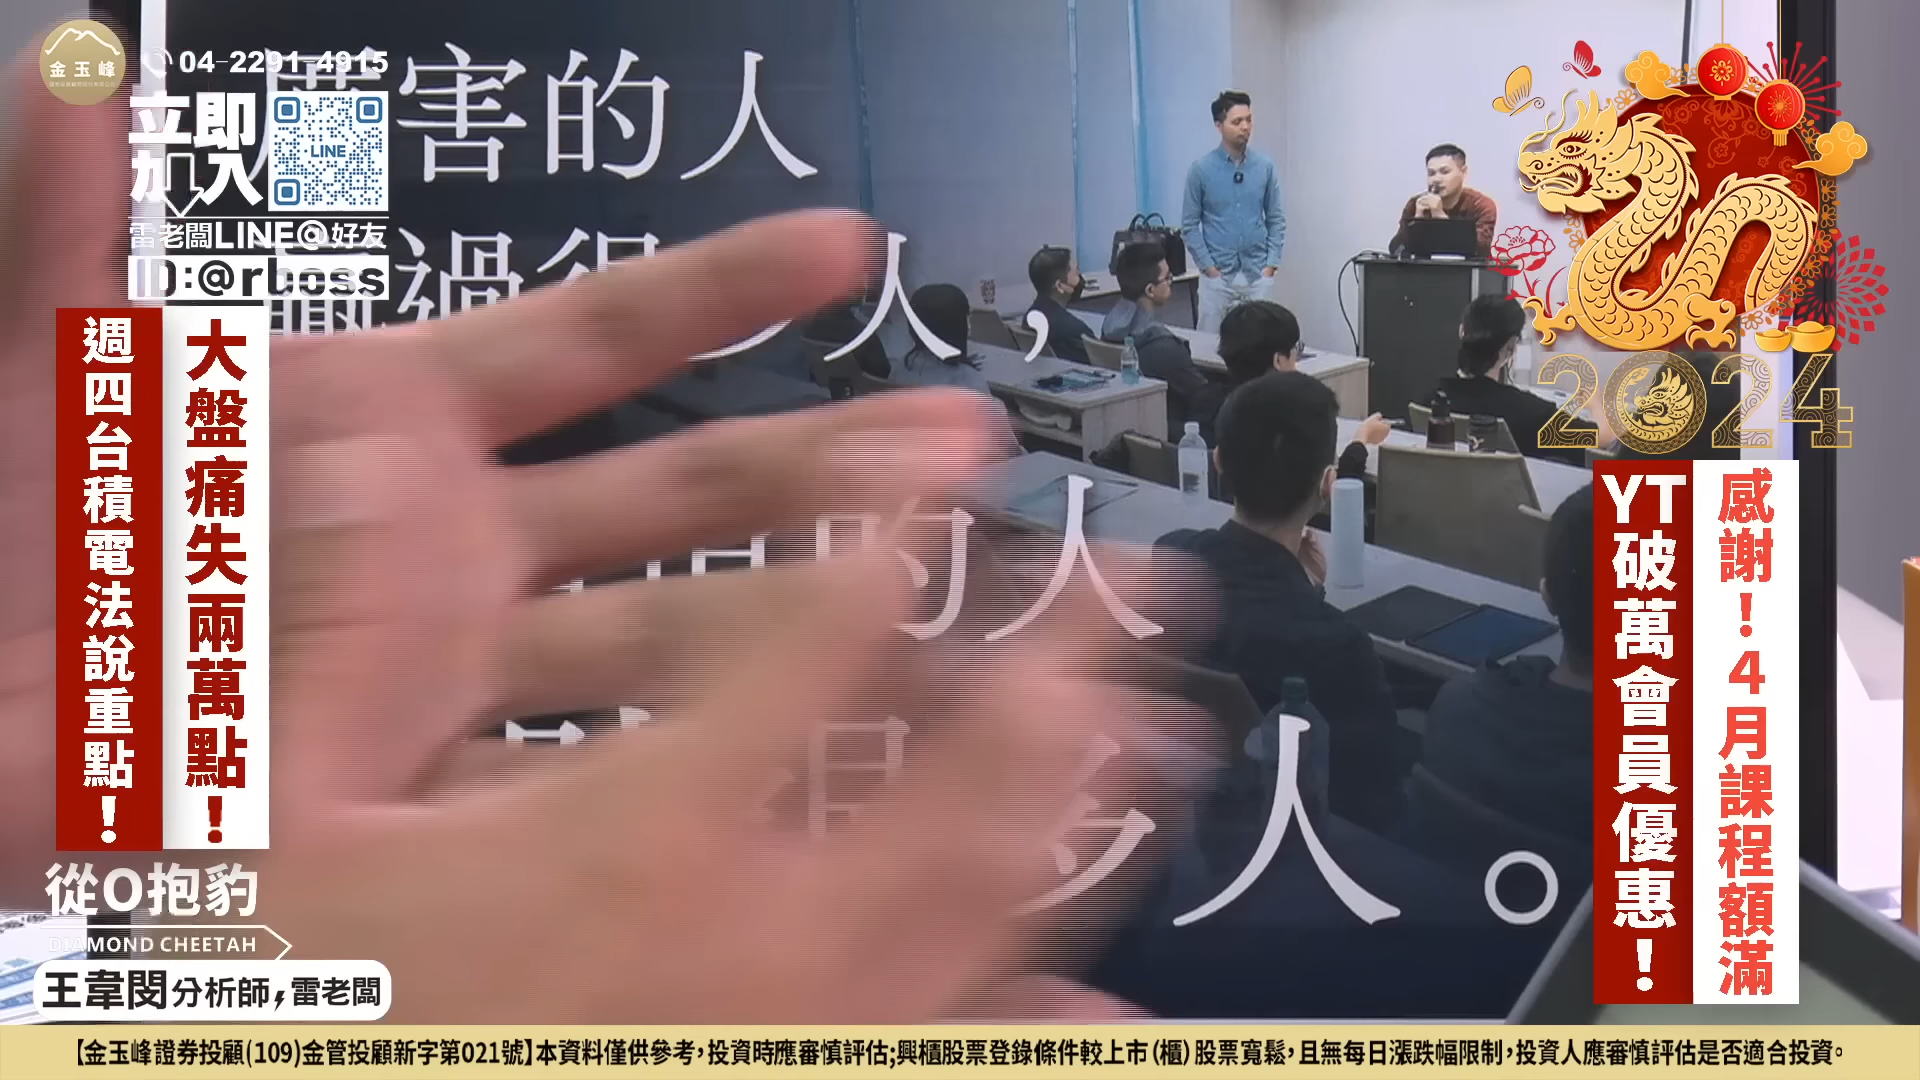 金玉峰
04-2291-4915
立即
加入
LINE
雷老闆LINE@好友
ID:@rboss
大盤痛失兩萬點！
週四台積電法說重點！
從O抱豹
DIAMOND CHEETAH
王韋閔分析師,雷老闆
厲害的人
贏過很多人，
的人
多人。
2024
感謝！4月課程額滿
YT破萬會員優惠！
【金玉峰證券投顧(109)金管投顧新字第021號】本資料僅供參考，投資時應審慎評估;興櫃股票登錄條件較上市（櫃）股票寬鬆，且無每日漲跌幅限制，投資人應審慎評估是否適合投資。